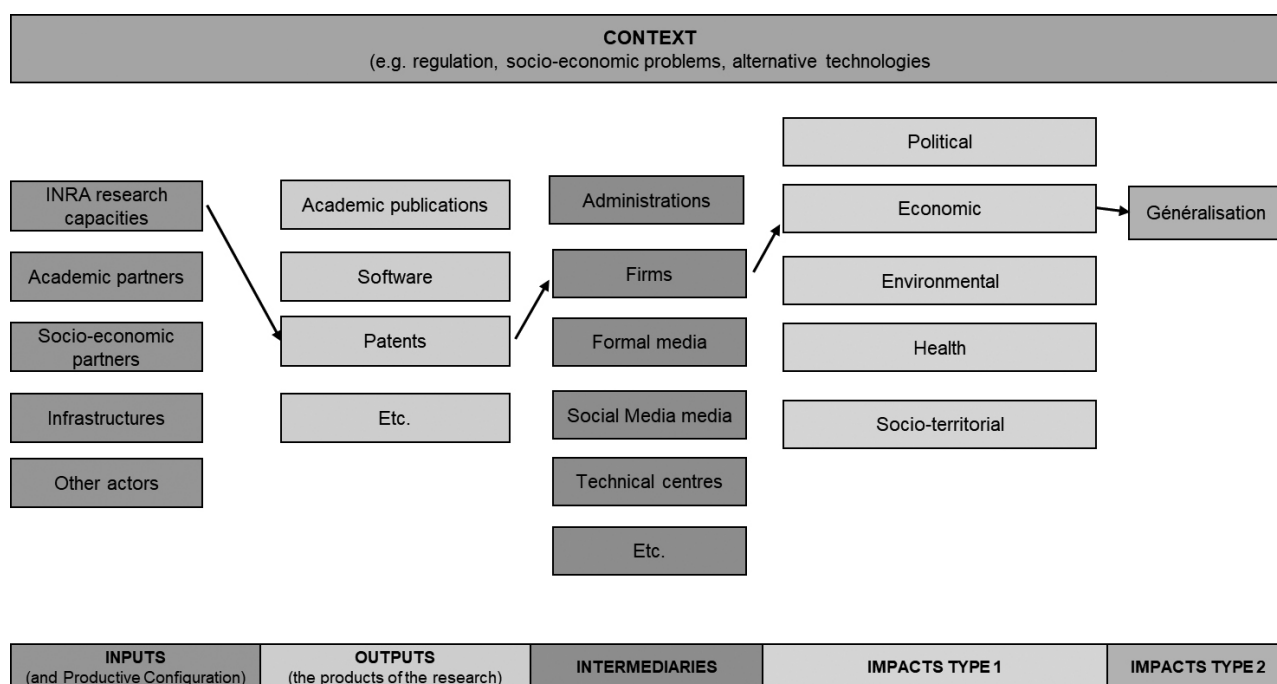 CONTEXT
(e.g. regulation, socio-economic problems, alternative technologies
INRA research
capacities
Academic partners
Socio-economic
partners
Infrastructures
Other actors
Academic publications
Software
Patents
Etc.
Administrations
Firms
Formal media
Social Media media
Technical centres
Etc.
Political
Economic
Environmental
Health
Socio-territorial
Généralisation
INPUTS
(and Productive Configuration)
OUTPUTS
(the products of the research)
INTERMEDIARIES
IMPACTS TYPE 1
IMPACTS TYPE 2